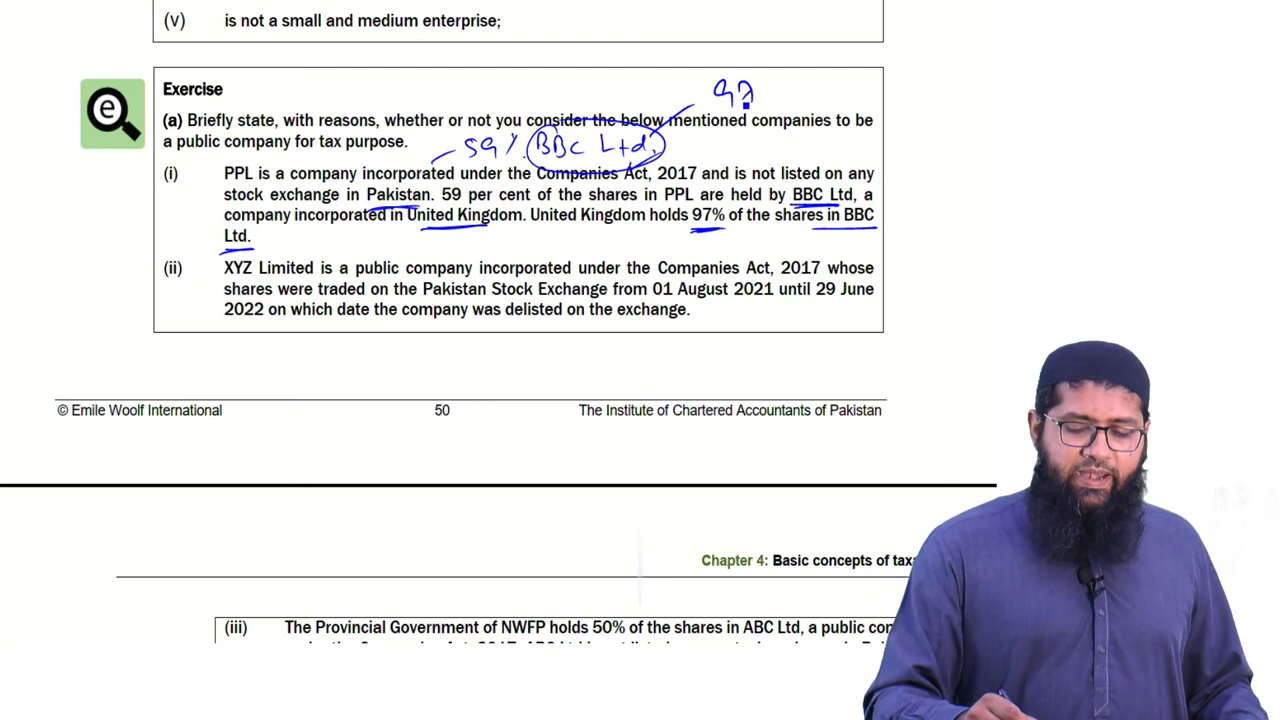 (v) is not a small and medium enterprise;
Exercise
97
(a) Briefly state, with reasons, whether or not you consider the below mentioned companies to be
a public company for tax purpose.
59 % BBC Ltd.
(i) PPL is a company incorporated under the Companies Act, 2017 and is not listed on any
stock exchange in Pakistan. 59 per cent of the shares in PPL are held by BBC Ltd, a
company incorporated in United Kingdom. United Kingdom holds 97% of the shares in BBC
Ltd.
(ii) XYZ Limited is a public company incorporated under the Companies Act, 2017 whose
shares were traded on the Pakistan Stock Exchange from 01 August 2021 until 29 June
2022 on which date the company was delisted on the exchange.
© Emile Woolf International 50 The Institute of Chartered Accountants of Pakistan
Chapter 4: Basic concepts of
(iii) The Provincial Government of NWFP holds 50% of the shares in ABC Ltd, a public